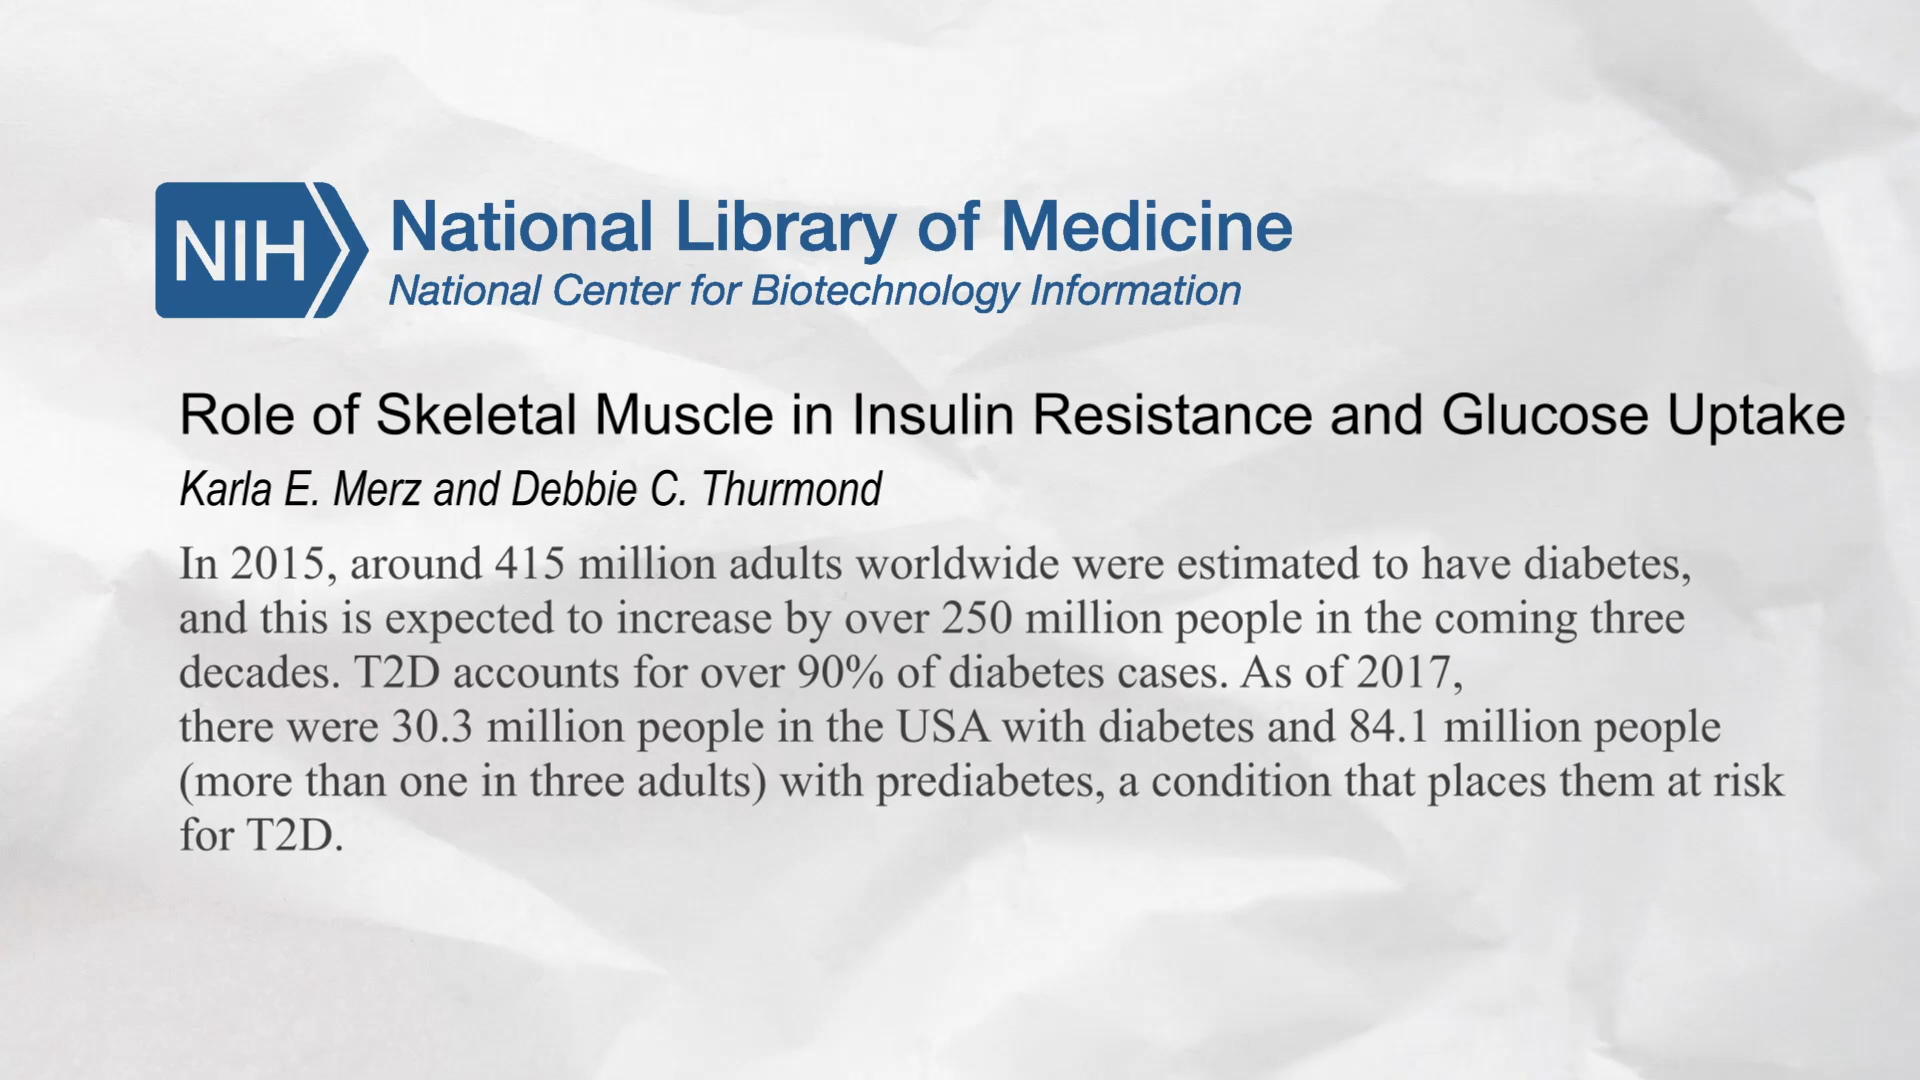 NIH
National Library of Medicine
National Center for Biotechnology Information
Role of Skeletal Muscle in Insulin Resistance and Glucose Uptake
Karla E. Merz and Debbie C. Thurmond
In 2015, around 415 million adults worldwide were estimated to have diabetes,
and this is expected to increase by over 250 million people in the coming three
decades. T2D accounts for over 90% of diabetes cases. As of 2017,
there were 30.3 million people in the USA with diabetes and 84.1 million people
(more than one in three adults) with prediabetes, a condition that places them at risk
for T2D.